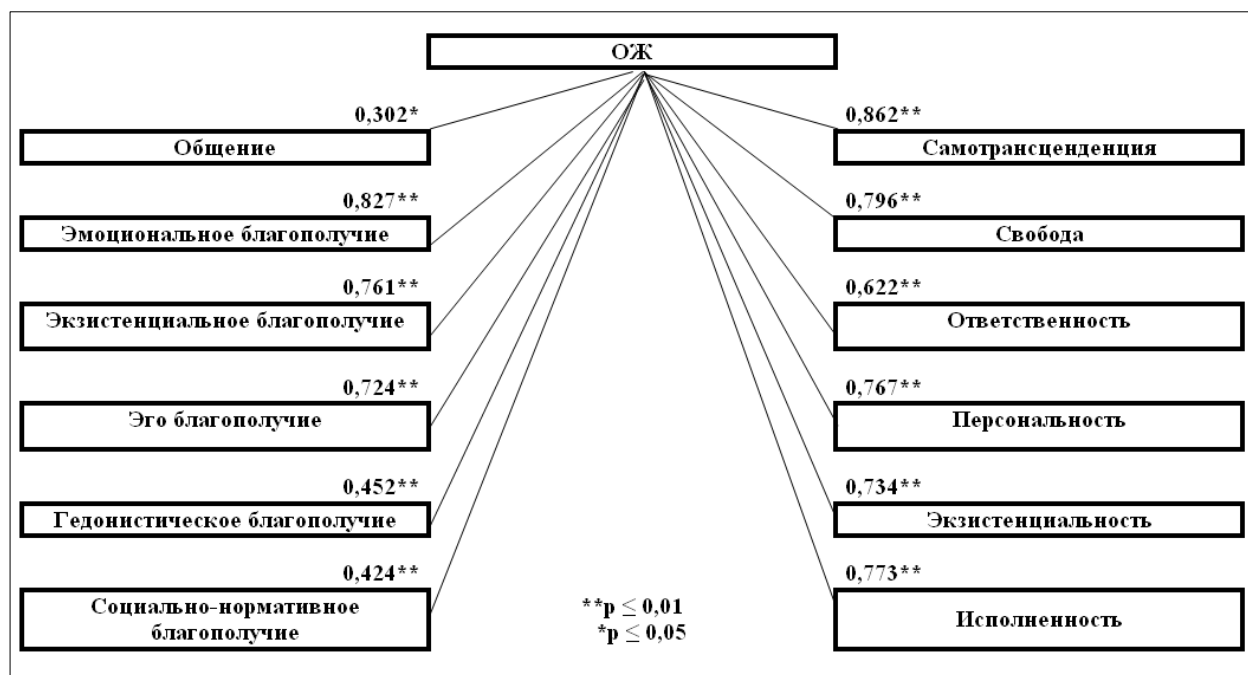 ОЖ
0,302*
Общение
0,827**
Эмоциональное благополучие
0,761**
Экзистенциальное благополучие
0,724**
Эго благополучие
0,452**
Гедонистическое благополучие
0,424**
Социально-нормативное
благополучие
0,862**
Самотрансценденция
0,796**
Свобода
0,622**
Ответственность
0,767**
Персональность
0,734**
Экзистенциальность
0,773**
Исполненность
**p ≤ 0,01
*p ≤ 0,05